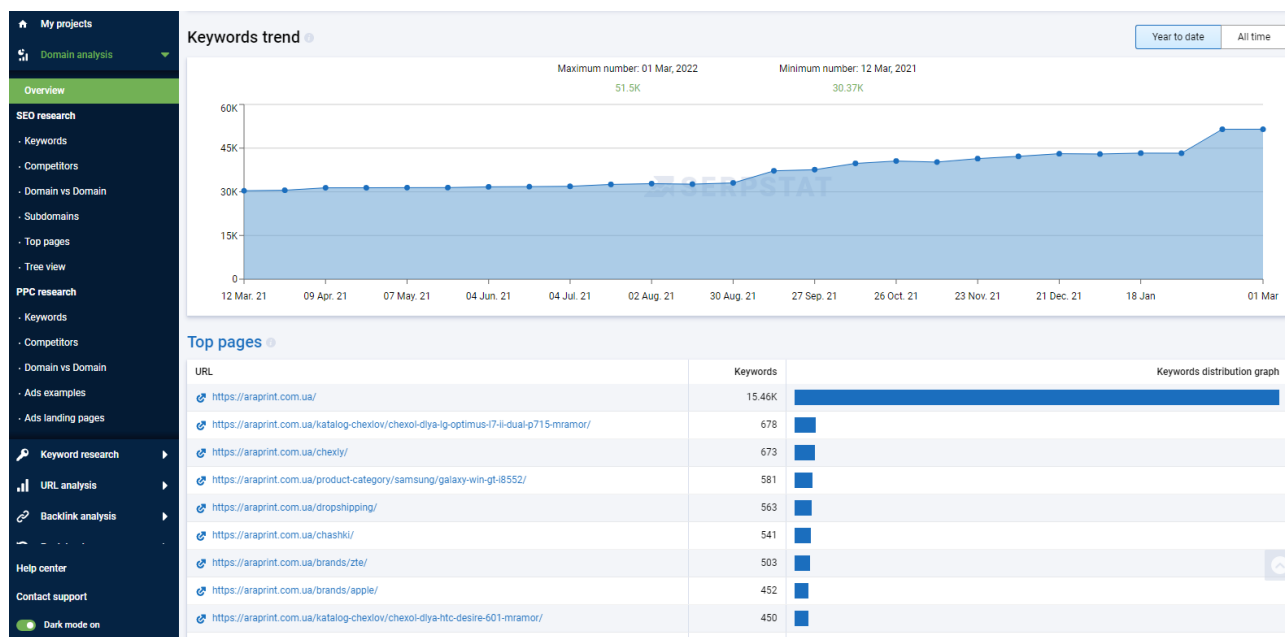 My projects
Domain analysis
Overview
SEO research
· Keywords
· Competitors
· Domain vs Domain
· Subdomains
· Top pages
· Tree view
PPC research
· Keywords
· Competitors
· Domain vs Domain
· Ads examples
· Ads landing pages
Keyword research
URL analysis
Backlink analysis
Help center
Contact support
Dark mode on
Keywords trend
Year to date All time
Maximum number: 01 Mar, 2022 Minimum number: 12 Mar, 2021
51.5K 30.37K
60K
45K
30K
15K
0
SERPSTAT
12 Mar. 21 09 Apr. 21 07 May. 21 04 Jun. 21 04 Jul. 21 02 Aug. 21 30 Aug. 21 27 Sep. 21 26 Oct. 21 23 Nov. 21 21 Dec. 21 18 Jan 01 Mar
Top pages
URL Keywords Keywords distribution graph
https://araprint.com.ua/ 15.46K
https://araprint.com.ua/katalog-chexlov/chexol-dlya-lg-optimus-l7-ii-dual-p715-mramor/ 678
https://araprint.com.ua/chexly/ 673
https://araprint.com.ua/product-category/samsung/galaxy-win-gt-i8552/ 581
https://araprint.com.ua/dropshipping/ 563
https://araprint.com.ua/chashki/ 541
https://araprint.com.ua/brands/zte/ 503
https://araprint.com.ua/brands/apple/ 452
https://araprint.com.ua/katalog-chexlov/chexol-dlya-htc-desire-601-mramor/ 450